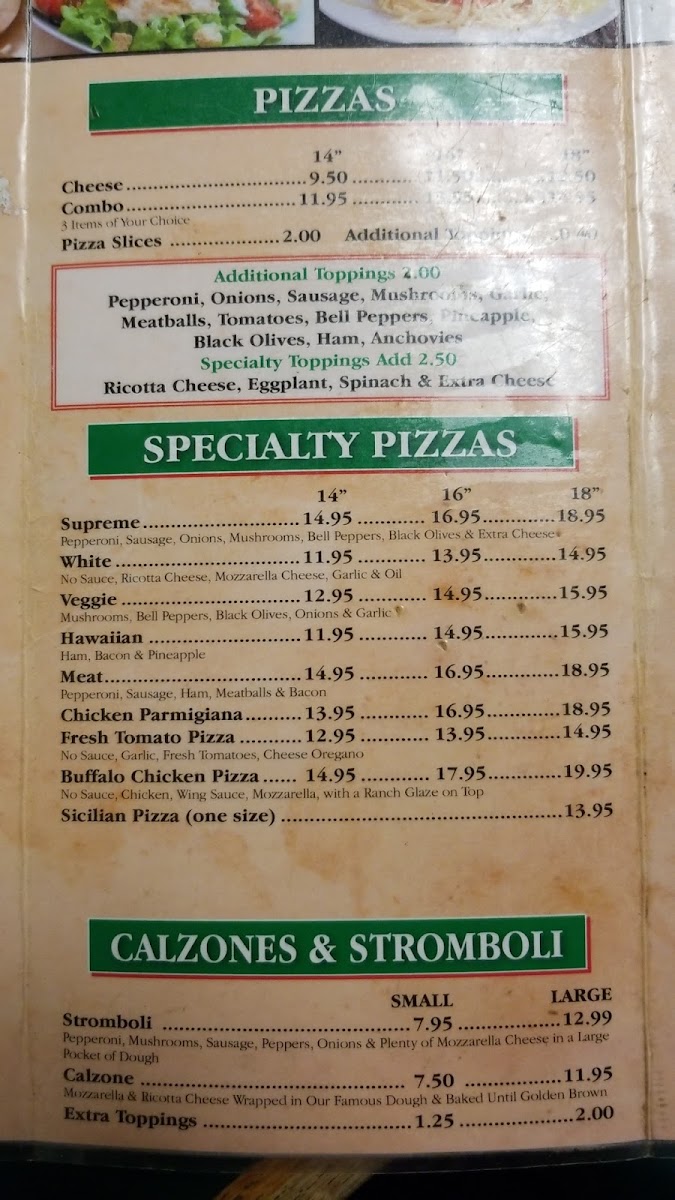 PIZZAS
14" 16" 18"
Cheese..............................9.50
Combo..............................11.95
3 Items of Your Choice
Pizza Slices ...................2.00 Additional
Additional Toppings 2.00
Pepperoni, Onions, Sausage, Mushrooms, Garlic,
Meatballs, Tomatoes, Bell Peppers, Pineapple,
Black Olives, Ham, Anchovies
Specialty Toppings Add 2.50
Ricotta Cheese, Eggplant, Spinach & Extra Cheese
SPECIALTY PIZZAS
14" 16" 18"
Supreme...........................14.95 ............ 16.95............18.95
Pepperoni, Sausage, Onions, Mushrooms, Bell Peppers, Black Olives & Extra Cheese
White ...............................11.95 ............ 13.95.............14.95
No Sauce, Ricotta Cheese, Mozzarella Cheese, Garlic & Oil
Veggie ..............................12.95 ............ 14.95.............15.95
Mushrooms, Bell Peppers, Black Olives, Onions & Garlic
Hawaiian ..........................11.95 ............ 14.95.............15.95
Ham, Bacon & Pineapple
Meat.................................14.95 ............ 16.95.............18.95
Pepperoni, Sausage, Ham, Meatballs & Bacon
Chicken Parmigiana..........13.95 ............ 16.95.............18.95
Fresh Tomato Pizza ...........12.95 ............ 13.95.............14.95
No Sauce, Garlic, Fresh Tomatoes, Cheese Oregano
Buffalo Chicken Pizza ...... 14.95 ............ 17.95.............19.95
No Sauce, Chicken, Wing Sauce, Mozzarella, with a Ranch Glaze on Top
Sicilian Pizza (one size) ................................................13.95
CALZONES & STROMBOLI
SMALL LARGE
Stromboli ...........................................7.95 ..................12.99
Pepperoni, Mushrooms, Sausage, Peppers, Onions & Plenty of Mozzarella Cheese in a Large
Pocket of Dough
Calzone ............................................. 7.50 .................11.95
Mozzarella & Ricotta Cheese Wrapped in Our Famous Dough & Baked Until Golden Brown
Extra Toppings ....................................1.25 ....................2.00